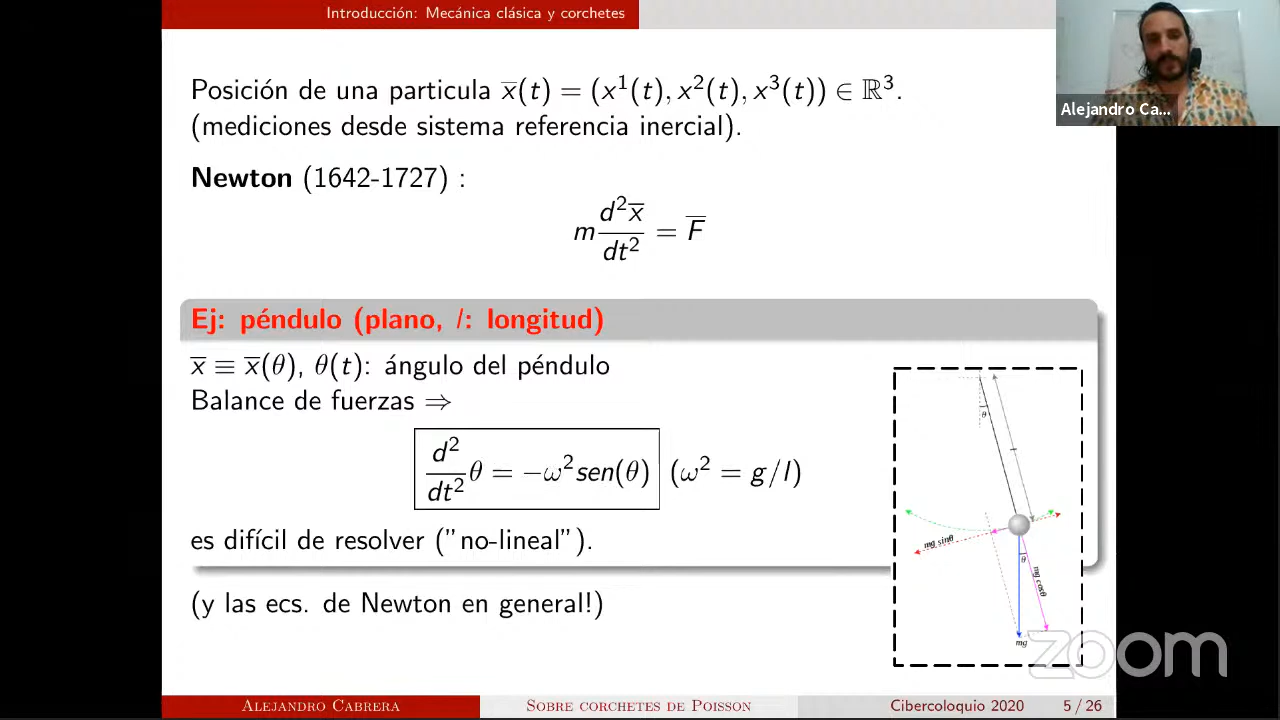 Introducción: Mecánica clásica y corchetes
Posición de una particula x̅(t) = (x¹(t), x²(t), x³(t)) ∈ ℝ³.
(mediciones desde sistema referencia inercial).
Newton (1642-1727) :
m d²x̅/dt² = F̅
Ej: péndulo (plano, l: longitud)
x̅ ≡ x̅(θ), θ(t): ángulo del péndulo
Balance de fuerzas ⇒
d²/dt² θ = −ω²sen(θ) (ω² = g/l)
es difícil de resolver ("no-lineal").
(y las ecs. de Newton en general!)
θ
l
mg sinθ
θ
mg cosθ
mg
Alejandro Ca...
zoom
Alejandro Cabrera
Sobre corchetes de Poisson
Cibercoloquio 2020
5 / 26